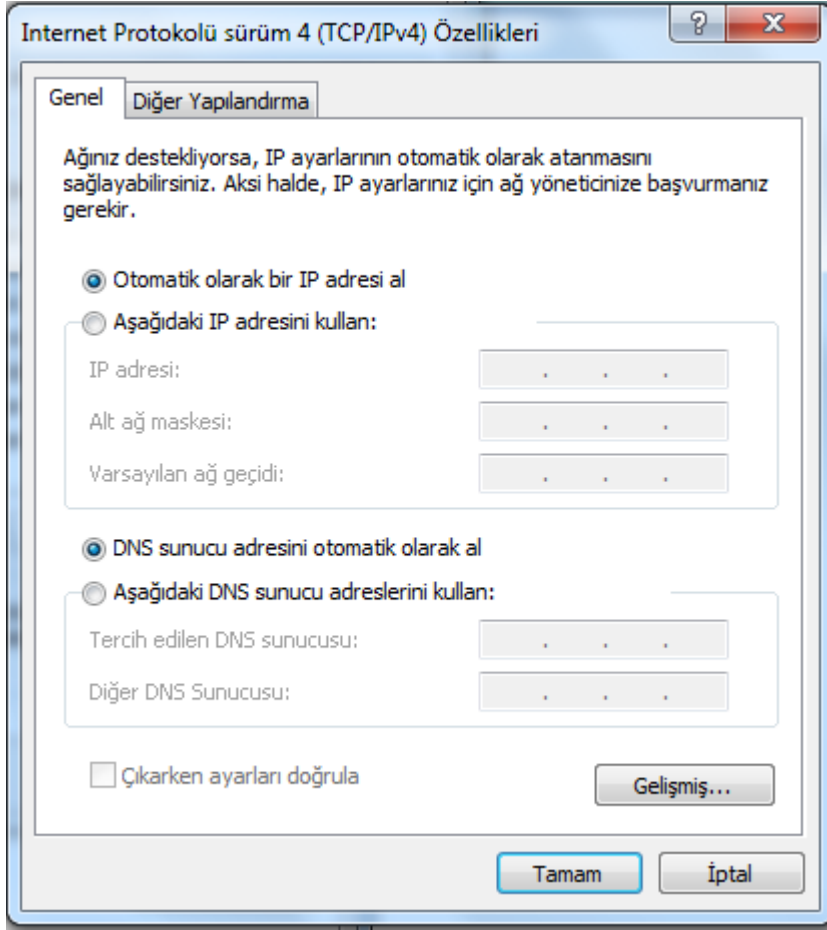 Internet Protokolü sürüm 4 (TCP/IPv4) Özellikleri
Genel
Diğer Yapılandırma
Ağınız destekliyorsa, IP ayarlarının otomatik olarak atanmasını
sağlayabilirsiniz. Aksi halde, IP ayarlarınız için ağ yöneticinize başvurmanız
gerekir.
Otomatik olarak bir IP adresi al
Aşağıdaki IP adresini kullan:
IP adresi:
Alt ağ maskesi:
Varsayılan ağ geçidi:
DNS sunucu adresini otomatik olarak al
Aşağıdaki DNS sunucu adreslerini kullan:
Tercih edilen DNS sunucusu:
Diğer DNS Sunucusu:
Çıkarken ayarları doğrula
Gelişmiş...
Tamam
İptal